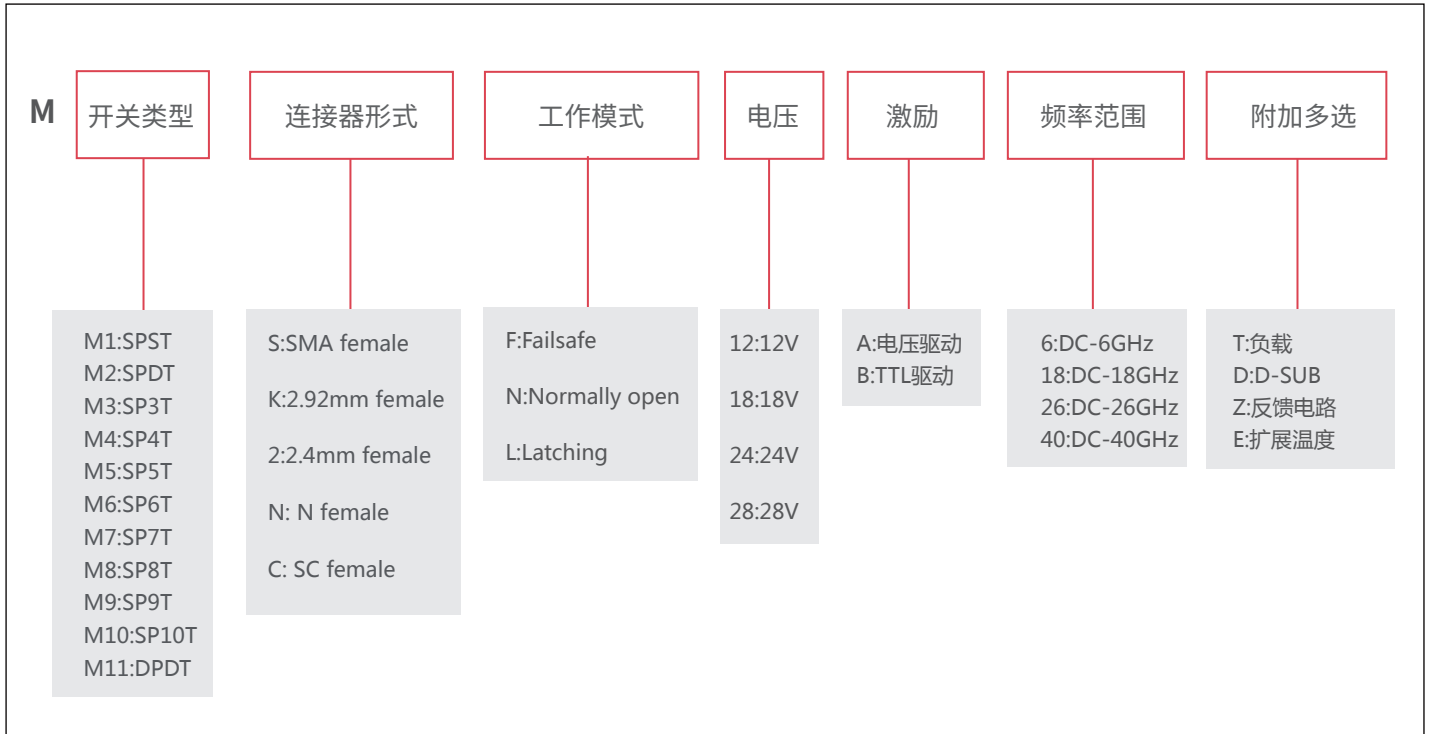 M 开关类型 连接器形式 工作模式 电压 激励 频率范围 附加多选
M1:SPST
M2:SPDT
M3:SP3T
M4:SP4T
M5:SP5T
M6:SP6T
M7:SP7T
M8:SP8T
M9:SP9T
M10:SP10T
M11:DPDT
S:SMA female
K:2.92mm female
2:2.4mm female
N: N female
C: SC female
F:Failsafe
N:Normally open
L:Latching
12:12V
18:18V
24:24V
28:28V
A:电压驱动
B:TTL驱动
6:DC-6GHz
18:DC-18GHz
26:DC-26GHz
40:DC-40GHz
T:负载
D:D-SUB
Z:反馈电路
E:扩展温度